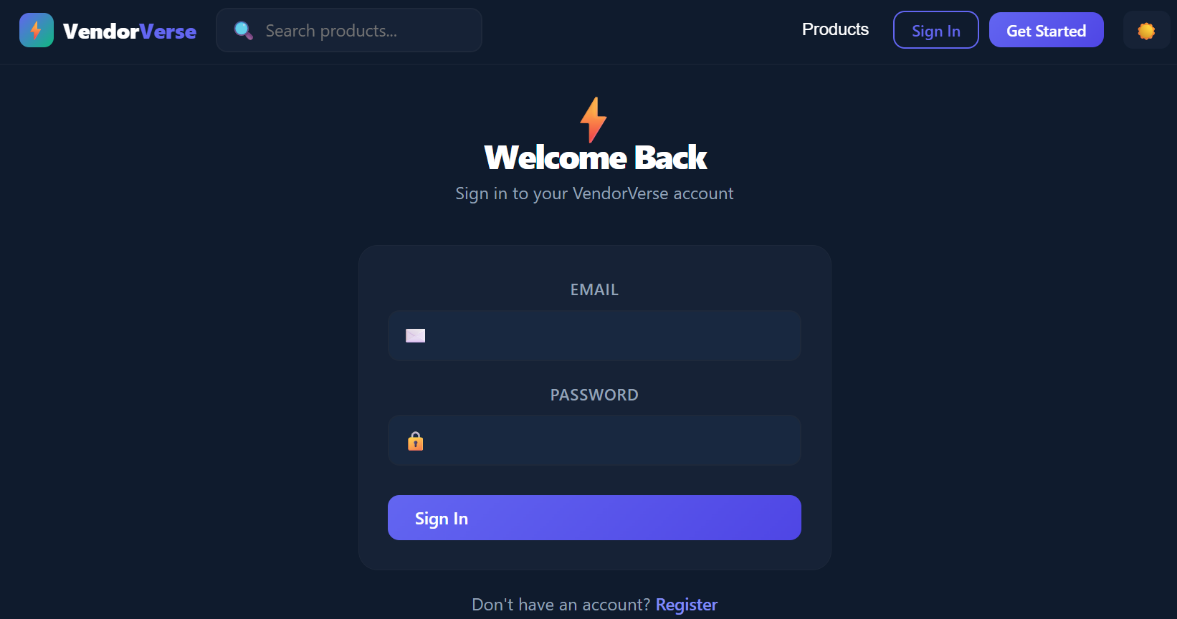 VendorVerse
Search products...
Products
Sign In
Get Started
Welcome Back
Sign in to your VendorVerse account
EMAIL
PASSWORD
Sign In
Don't have an account? Register